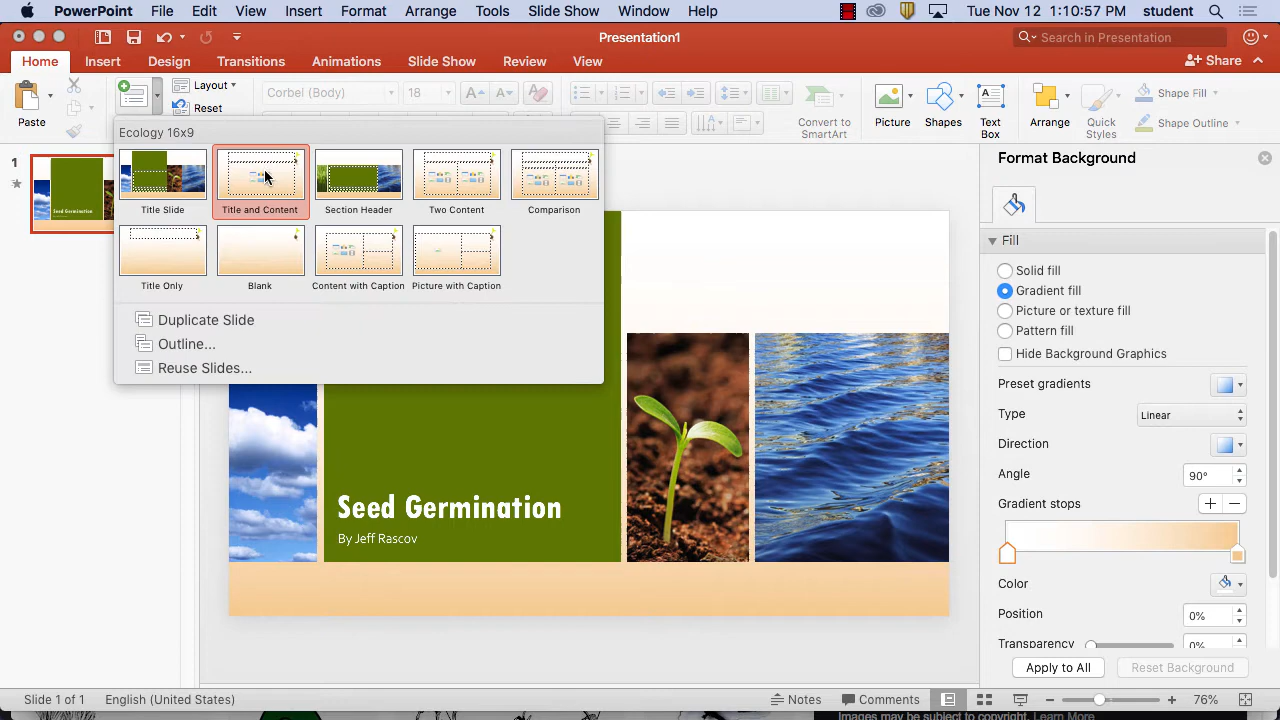 PowerPoint File Edit View Insert Format Arrange Tools Slide Show Window Help Tue Nov 12 1:10:57 PM student
Presentation1
Search in Presentation
Home Insert Design Transitions Animations Slide Show Review View Share
Paste
Layout
Reset
Corbel (Body) 18
Convert to SmartArt
Picture
Shapes
Text Box
Arrange
Quick Styles
Shape Fill
Shape Outline
Ecology 16x9
Title Slide
Title and Content
Section Header
Two Content
Comparison
Title Only
Blank
Content with Caption
Picture with Caption
Duplicate Slide
Outline...
Reuse Slides...
1
Seed Germination
Seed Germination
By Jeff Rascov
Format Background
Fill
Solid fill
Gradient fill
Picture or texture fill
Pattern fill
Hide Background Graphics
Preset gradients
Type Linear
Direction
Angle 90°
Gradient stops
Color
Position 0%
Transparency 0%
Apply to All Reset Background
Slide 1 of 1 English (United States) Notes Comments 76%
Images may be subject to copyright. Learn More